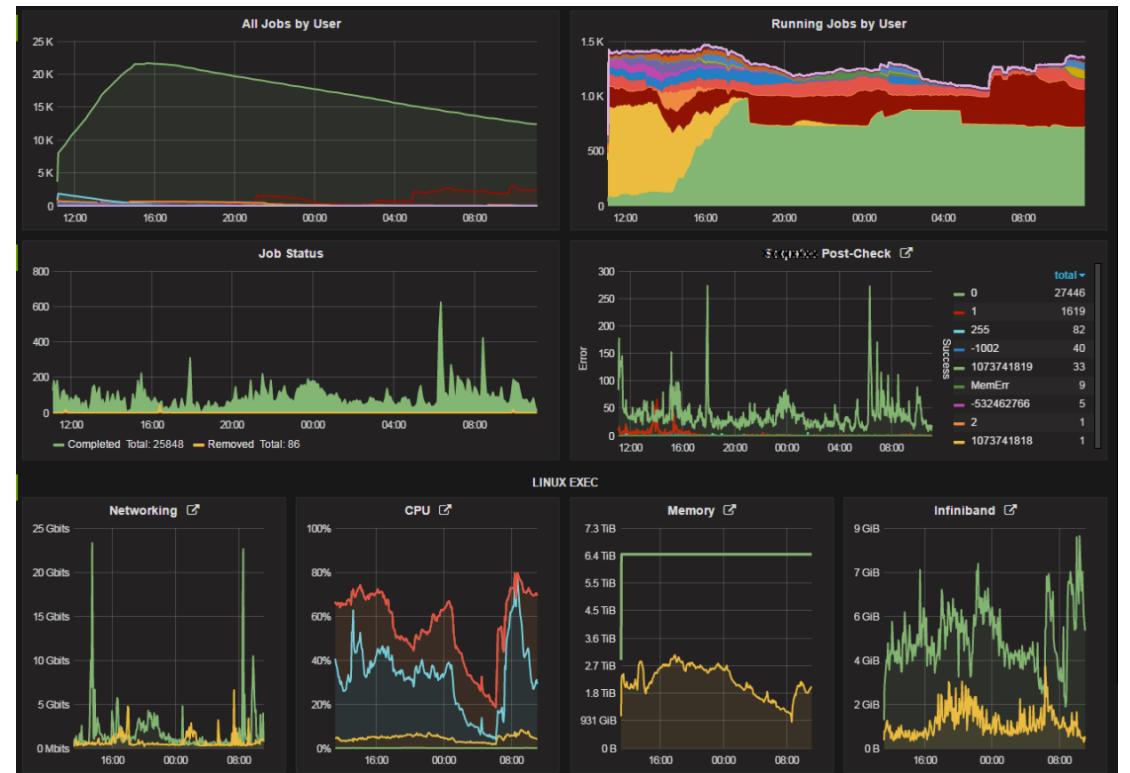 All Jobs by User
25 K
20 K
15 K
10 K
5 K
0
12:00 16:00 20:00 00:00 04:00 08:00
Running Jobs by User
1.5 K
1.0 K
500
0
12:00 16:00 20:00 00:00 04:00 08:00
Job Status
800
600
400
200
0
12:00 16:00 20:00 00:00 04:00 08:00
Completed Total: 25848 Removed Total: 86
Post-Check
300
250
200
150
100
50
0
Error
12:00 16:00 20:00 00:00 04:00 08:00
Success
total
0 27446
1 1619
255 82
-1002 40
1073741819 33
MemErr 9
-532462766 5
2 1
1073741818 1
LINUX EXEC
Networking
25 Gbits
20 Gbits
15 Gbits
10 Gbits
5 Gbits
0 Mbits
16:00 00:00 08:00
CPU
100%
80%
60%
40%
20%
0%
16:00 00:00 08:00
Memory
7.3 TiB
6.4 TiB
5.5 TiB
4.5 TiB
3.6 TiB
2.7 TiB
1.8 TiB
931 GiB
0 B
16:00 00:00 08:00
Infiniband
9 GiB
7 GiB
6 GiB
4 GiB
2 GiB
0 B
16:00 00:00 08:00